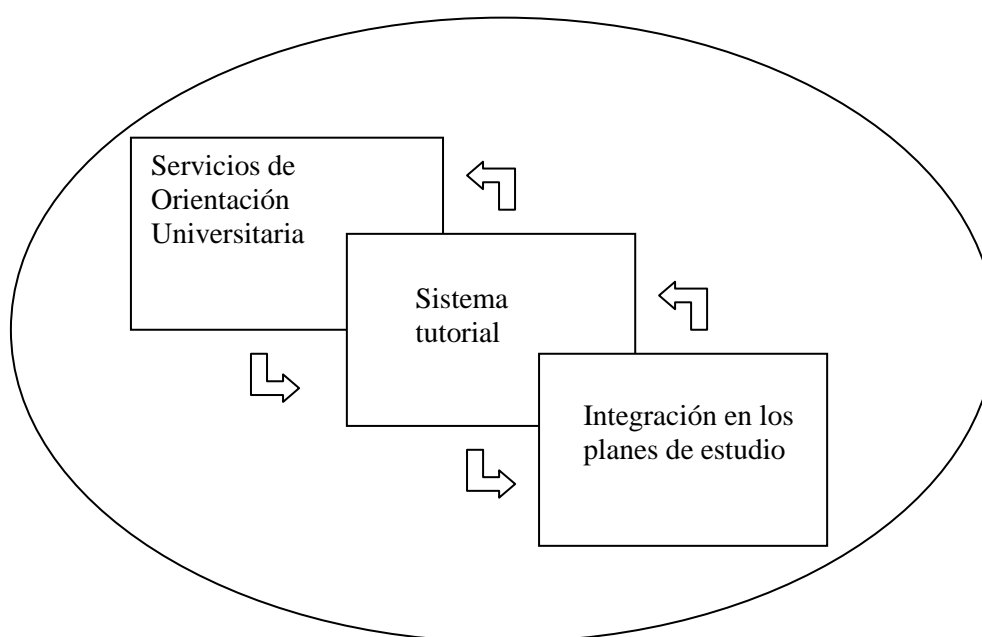 Servicios de
Orientación
Universitaria
Sistema
tutorial
Integración en los
planes de estudio